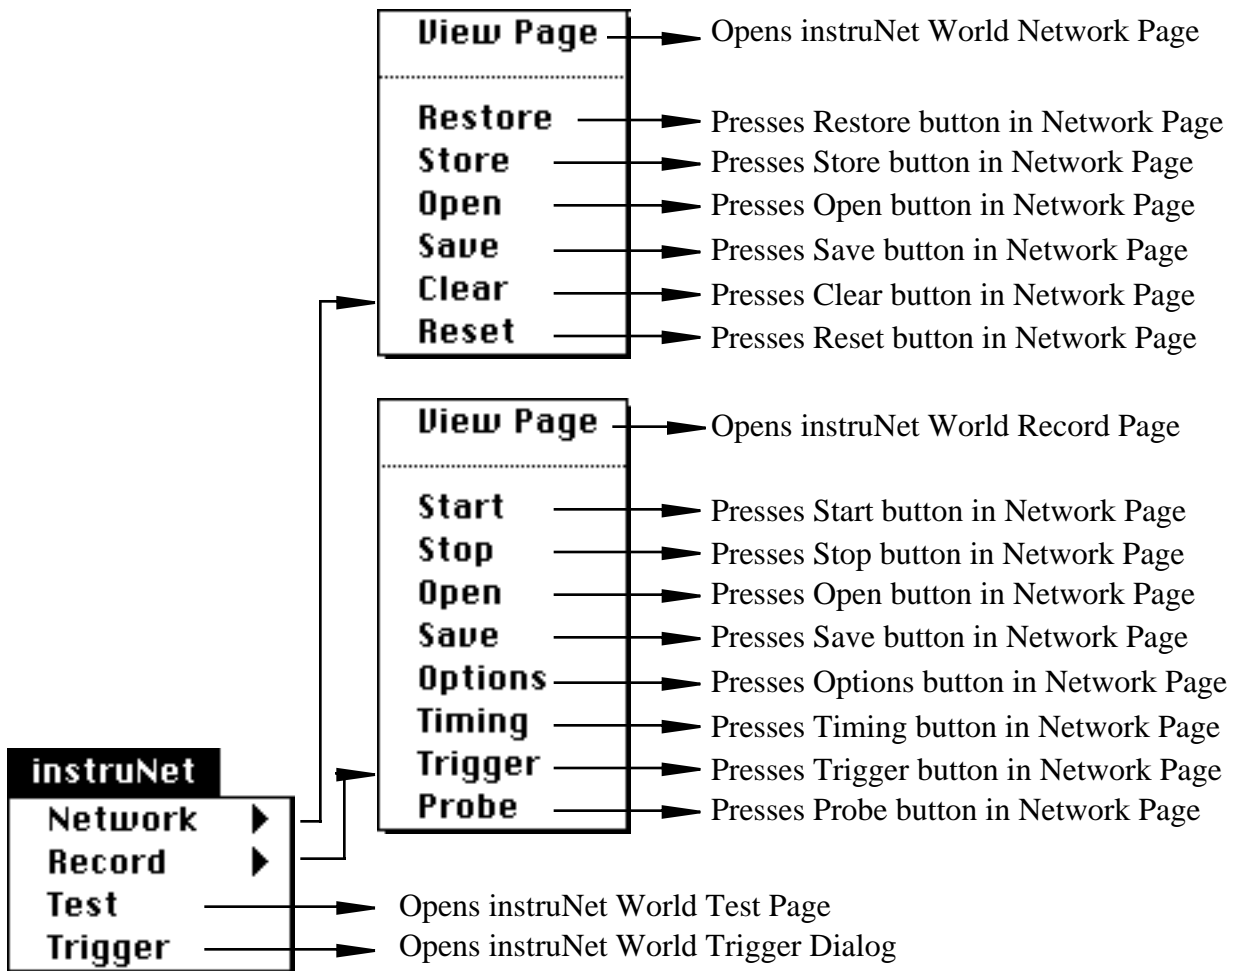 View Page Opens instruNet World Network Page
Restore Presses Restore button in Network Page
Store Presses Store button in Network Page
Open Presses Open button in Network Page
Save Presses Save button in Network Page
Clear Presses Clear button in Network Page
Reset Presses Reset button in Network Page
View Page Opens instruNet World Record Page
Start Presses Start button in Network Page
Stop Presses Stop button in Network Page
Open Presses Open button in Network Page
Save Presses Save button in Network Page
Options Presses Options button in Network Page
Timing Presses Timing button in Network Page
Trigger Presses Trigger button in Network Page
Probe Presses Probe button in Network Page
instruNet
Network
Record
Test Opens instruNet World Test Page
Trigger Opens instruNet World Trigger Dialog